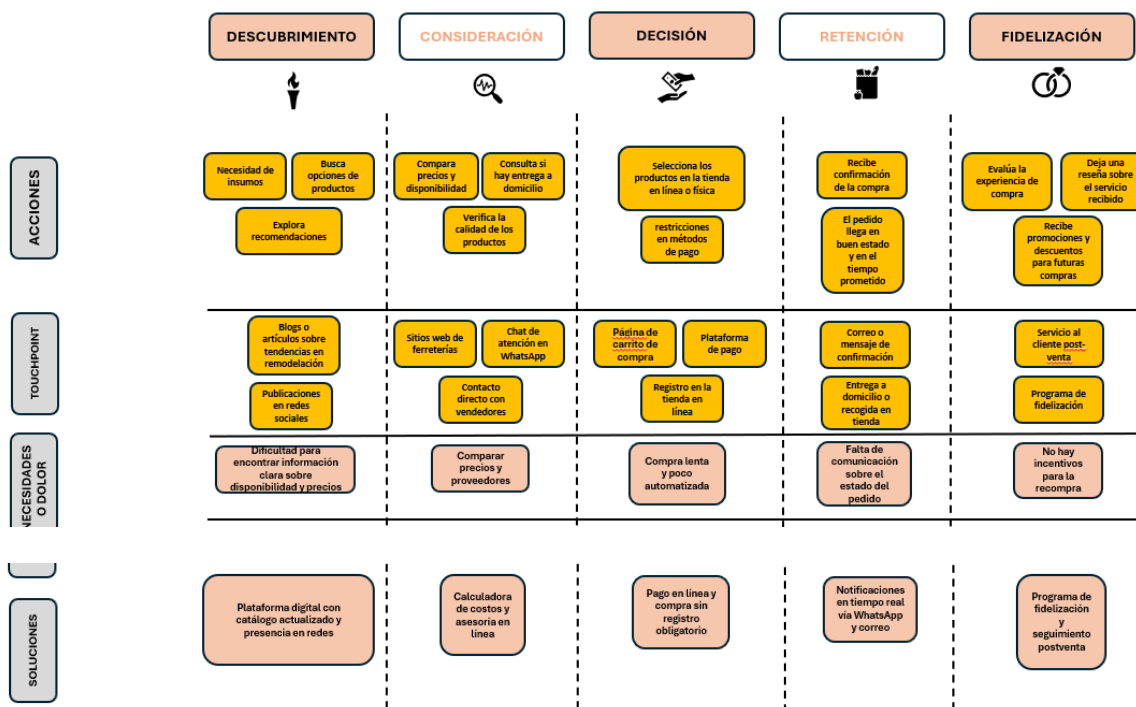 DESCUBRIMIENTO
CONSIDERACIÓN
DECISIÓN
RETENCIÓN
FIDELIZACIÓN
ACCIONES
Necesidad de
insumos
Busca
opciones de
productos
Explora
recomendaciones
Compara
precios y
disponibilidad
Consulta si
hay entrega a
domicilio
Verifica la
calidad de los
productos
Selecciona los
productos en la tienda
en línea o física
restricciones
en métodos
de pago
Recibe
confirmación
de la compra
El pedido
llega en
buen estado
y en el
tiempo
prometido
Evalúa la
experiencia de
compra
Deja una
reseña sobre
el servicio
recibido
Recibe
promociones y
descuentos
para futuras
compras
TOUCHPOINT
Blogs o
artículos sobre
tendencias en
remodelación
Publicaciones
en redes
sociales
Sitios web de
ferreterías
Chat de
atención en
WhatsApp
Contacto
directo con
vendedores
Página de
carrito de
compra
Plataforma
de pago
Registro en la
tienda en
línea
Correo o
mensaje de
confirmación
Entrega a
domicilio o
recogida en
tienda
Servicio al
cliente post-
venta
Programa de
fidelización
NECESIDADES
O DOLOR
Dificultad para
encontrar información
clara sobre
disponibilidad y precios
Comparar
precios y
proveedores
Compra lenta
y poco
automatizada
Falta de
comunicación
sobre el
estado del
pedido
No hay
incentivos
para la
recompra
SOLUCIONES
Plataforma digital con
catálogo actualizado y
presencia en redes
Calculadora
de costos y
asesoría en
línea
Pago en línea y
compra sin
registro
obligatorio
Notificaciones
en tiempo real
via WhatsApp
y correo
Programa de
fidelización
y
seguimiento
postventa